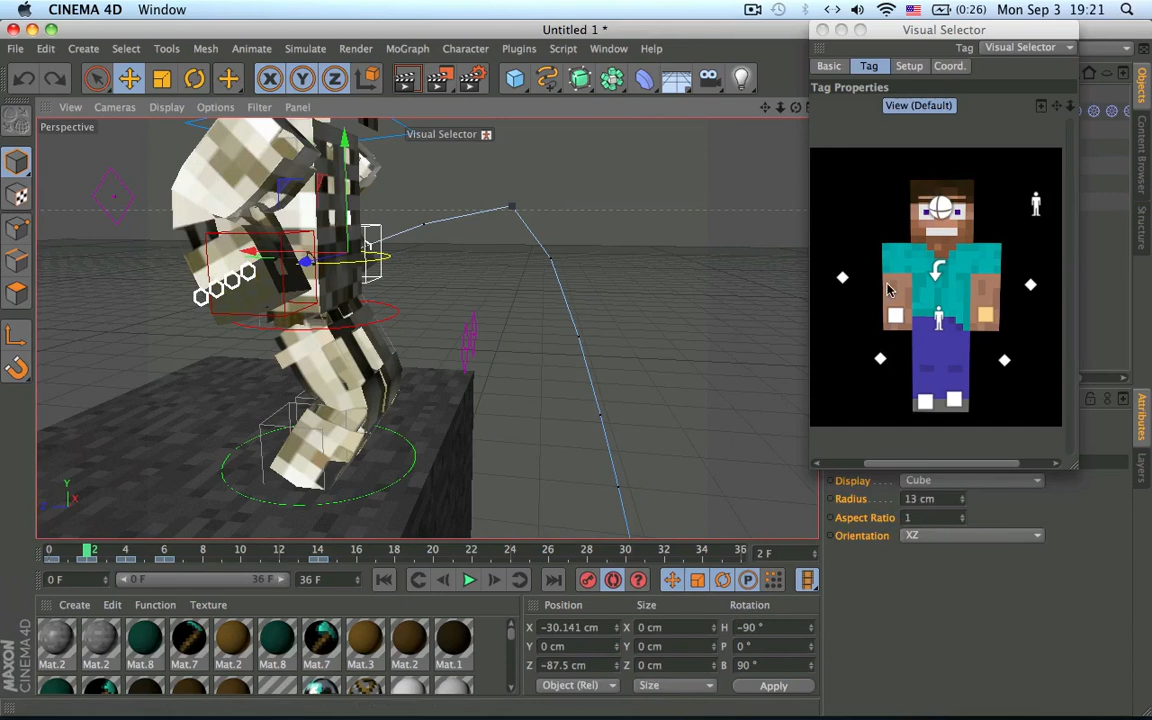 CINEMA 4D Window (0:26) Mon Sep 3 19:21
Untitled 1 *
Visual Selector
File Edit Create Select Tools Mesh Animate Simulate Render MoGraph Character Plugins Script Window Help
Tag Visual Selector
Basic Tag Setup Coord.
Tag Properties
View (Default)
X Y Z
View Cameras Display Options Filter Panel
Perspective
Visual Selector
Objects
Content Browser
Structure
Attributes
Layers
Y
X
Display Cube
Radius 13 cm
Aspect Ratio 1
Orientation XZ
0 2 4 6 8 10 12 14 16 18 20 22 24 26 28 30 32 34 36 2 F
0 F 0 F 36 F 36 F
P
Create Edit Function Texture
Position Size Rotation
X -30.141 cm X 0 cm H -90 °
Y 0 cm Y 0 cm P 0 °
Z -87.5 cm Z 0 cm B 90 °
Object (Rel) Size Apply
Mat.2 Mat.2 Mat.8 Mat.7 Mat.2 Mat.8 Mat.7 Mat.3 Mat.2 Mat.1
MAXON
CINEMA 4D